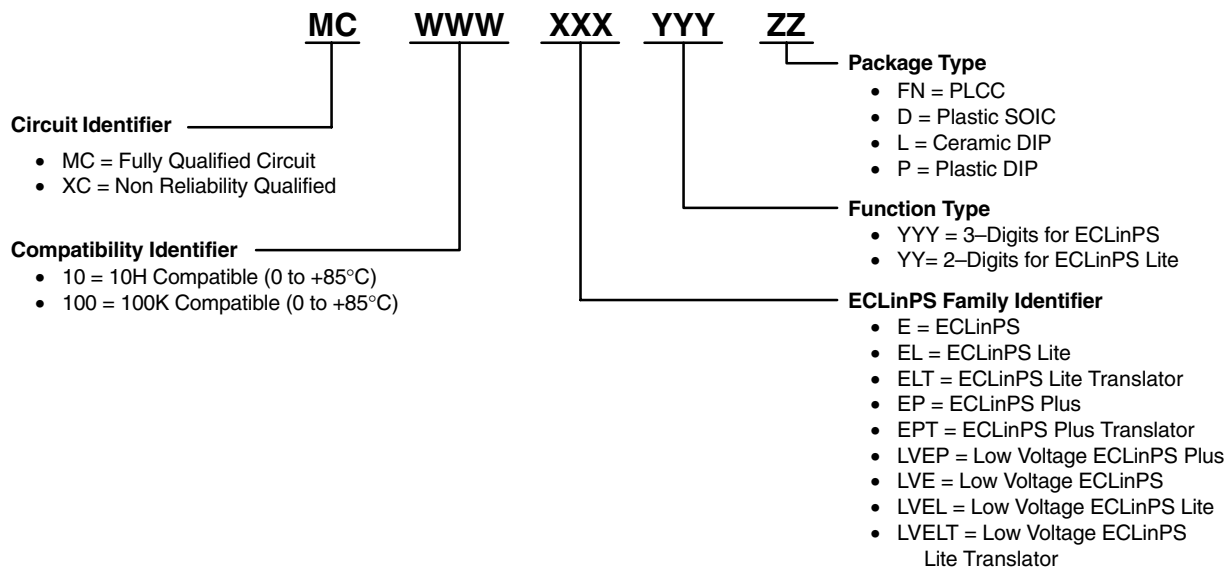 MC WWW XXX YYY ZZ
Circuit Identifier
• MC = Fully Qualified Circuit
• XC = Non Reliability Qualified
Compatibility Identifier
• 10 = 10H Compatible (0 to +85°C)
• 100 = 100K Compatible (0 to +85°C)
Package Type
• FN = PLCC
• D = Plastic SOIC
• L = Ceramic DIP
• P = Plastic DIP
Function Type
• YYY = 3–Digits for ECLinPS
• YY= 2–Digits for ECLinPS Lite
ECLinPS Family Identifier
• E = ECLinPS
• EL = ECLinPS Lite
• ELT = ECLinPS Lite Translator
• EP = ECLinPS Plus
• EPT = ECLinPS Plus Translator
• LVEP = Low Voltage ECLinPS Plus
• LVE = Low Voltage ECLinPS
• LVEL = Low Voltage ECLinPS Lite
• LVELT = Low Voltage ECLinPS
Lite Translator